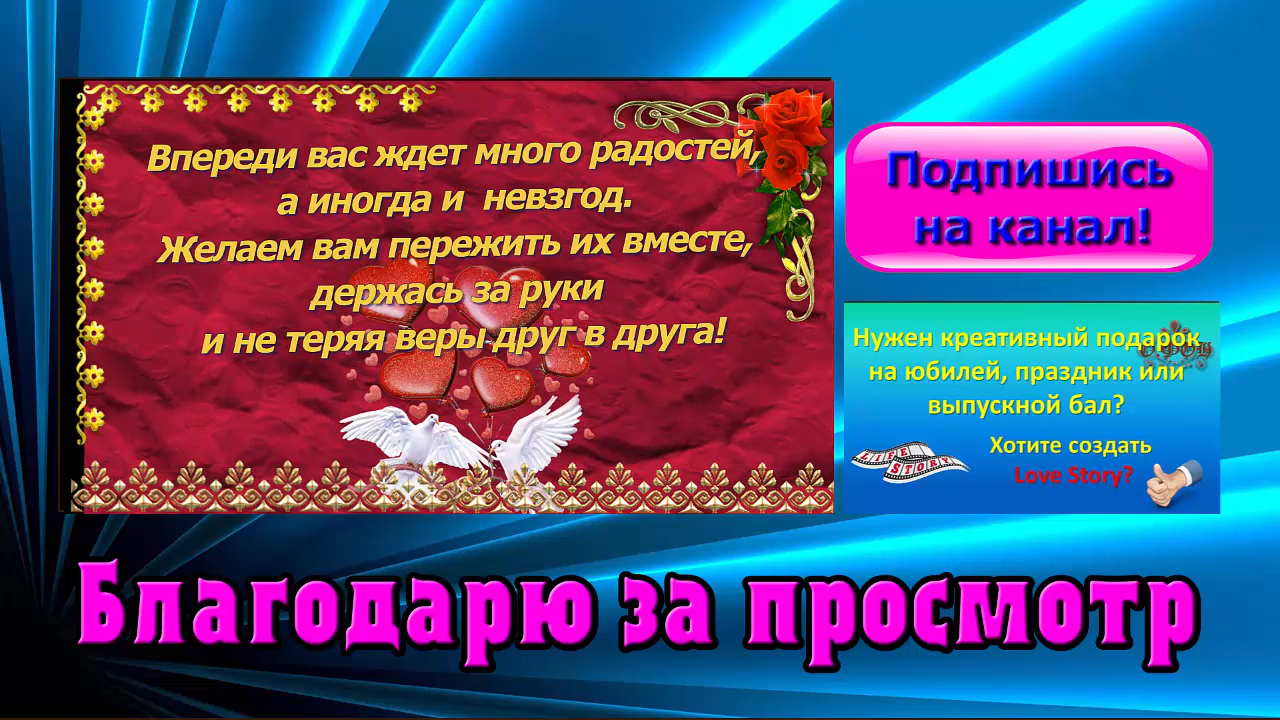 Впереди вас ждет много радостей,
а иногда и невзгод.
Желаем вам пережить их вместе,
держась за руки
и не теряя веры друг в друга!
Подпишись
на канал!
Нужен креативный подарок
на юбилей, праздник или
выпускной бал?
Хотите создать
Love Story?
LIFE
STORY
Благодарю за просмотр